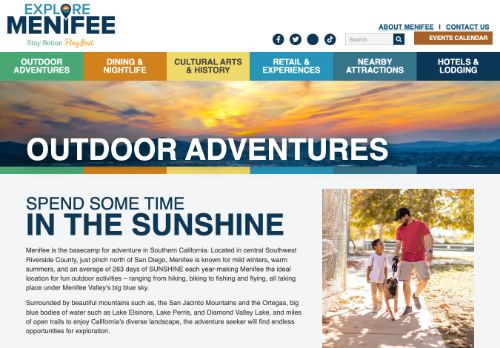 EXPLORE
MENIFEE
Stay Better. Play Best.
ABOUT MENIFEE | CONTACT US
Search
EVENTS CALENDAR
OUTDOOR ADVENTURES
DINING & NIGHTLIFE
CULTURAL ARTS & HISTORY
RETAIL & EXPERIENCES
NEARBY ATTRACTIONS
HOTELS & LODGING
OUTDOOR ADVENTURES
SPEND SOME TIME
IN THE SUNSHINE
Menifee is the basecamp for adventure in Southern California. Located in central Southwest
Riverside County, just pinch north of San Diego, Menifee is known for mild winters, warm
summers, and an average of 263 days of SUNSHINE each year-making Menifee the ideal
location for fun outdoor activities – ranging from hiking, biking to fishing and flying, all taking
place under Menifee Valley's big blue sky.
Surrounded by beautiful mountains such as, the San Jacinto Mountains and the Ortegas, big
blue bodies of water such as Lake Elsinore, Lake Perris, and Diamond Valley Lake, and miles
of open trails to enjoy California's diverse landscape, the adventure seeker will find endless
opportunities for exploration.